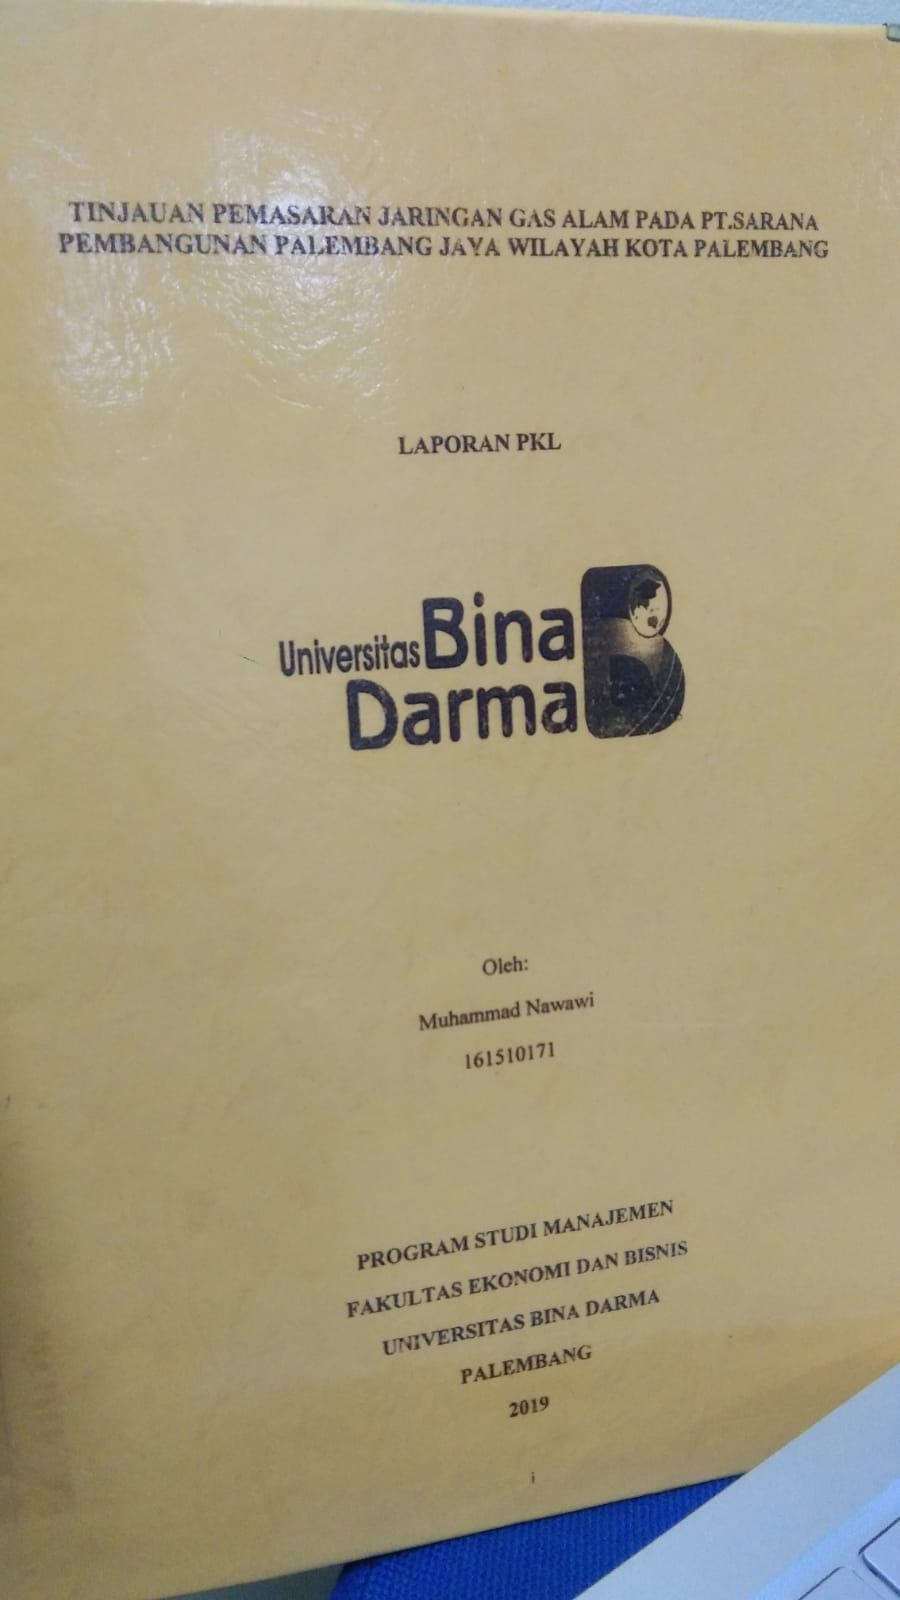 TINJAUAN PEMASARAN JARINGAN GAS ALAM PADA PT.SARANA
PEMBANGUNAN PALEMBANG JAYA WILAYAH KOTA PALEMBANG
LAPORAN PKL
Universitas Bina
Darma
Oleh:
Muhammad Nawawi
161510171
PROGRAM STUDI MANAJEMEN
FAKULTAS EKONOMI DAN BISNIS
UNIVERSITAS BINA DARMA
PALEMBANG
2019
i